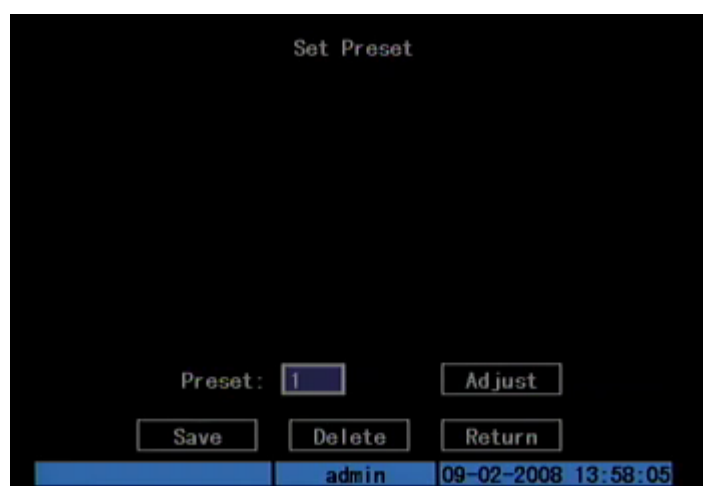 Set Preset
Preset: 1 Adjust
Save Delete Return
admin 09-02-2008 13:58:05